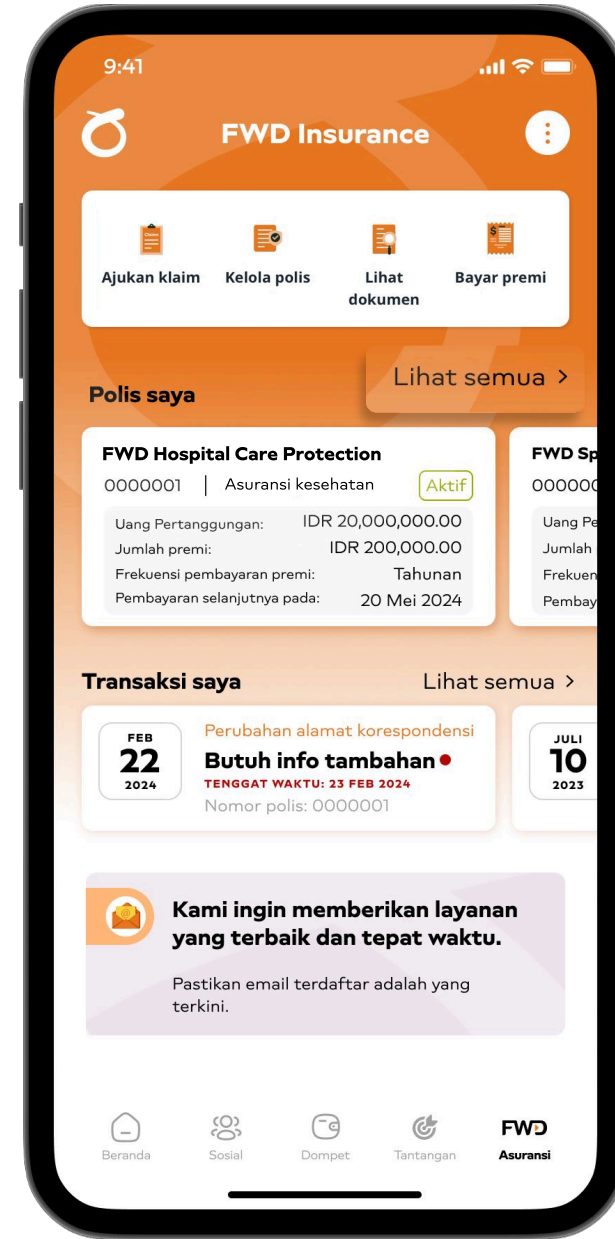 9:41
FWD Insurance
Ajukan klaim
Kelola polis
Lihat
dokumen
Bayar premi
Polis saya
Lihat semua >
FWD Hospital Care Protection
0000001 | Asuransi kesehatan
Aktif
Uang Pertanggungan: IDR 20,000,000.00
Jumlah premi: IDR 200,000.00
Frekuensi pembayaran premi: Tahunan
Pembayaran selanjutnya pada: 20 Mei 2024
FWD Sp
000000
Uang Pe
Jumlah
Frekuen
Pembay
Transaksi saya
Lihat semua >
FEB
22
2024
Perubahan alamat korespondensi
Butuh info tambahan
TENGGAT WAKTU: 23 FEB 2024
Nomor polis: 0000001
JULI
10
2023
Kami ingin memberikan layanan
yang terbaik dan tepat waktu.
Pastikan email terdaftar adalah yang
terkini.
Beranda
Sosial
Dompet
Tantangan
FWD
Asuransi